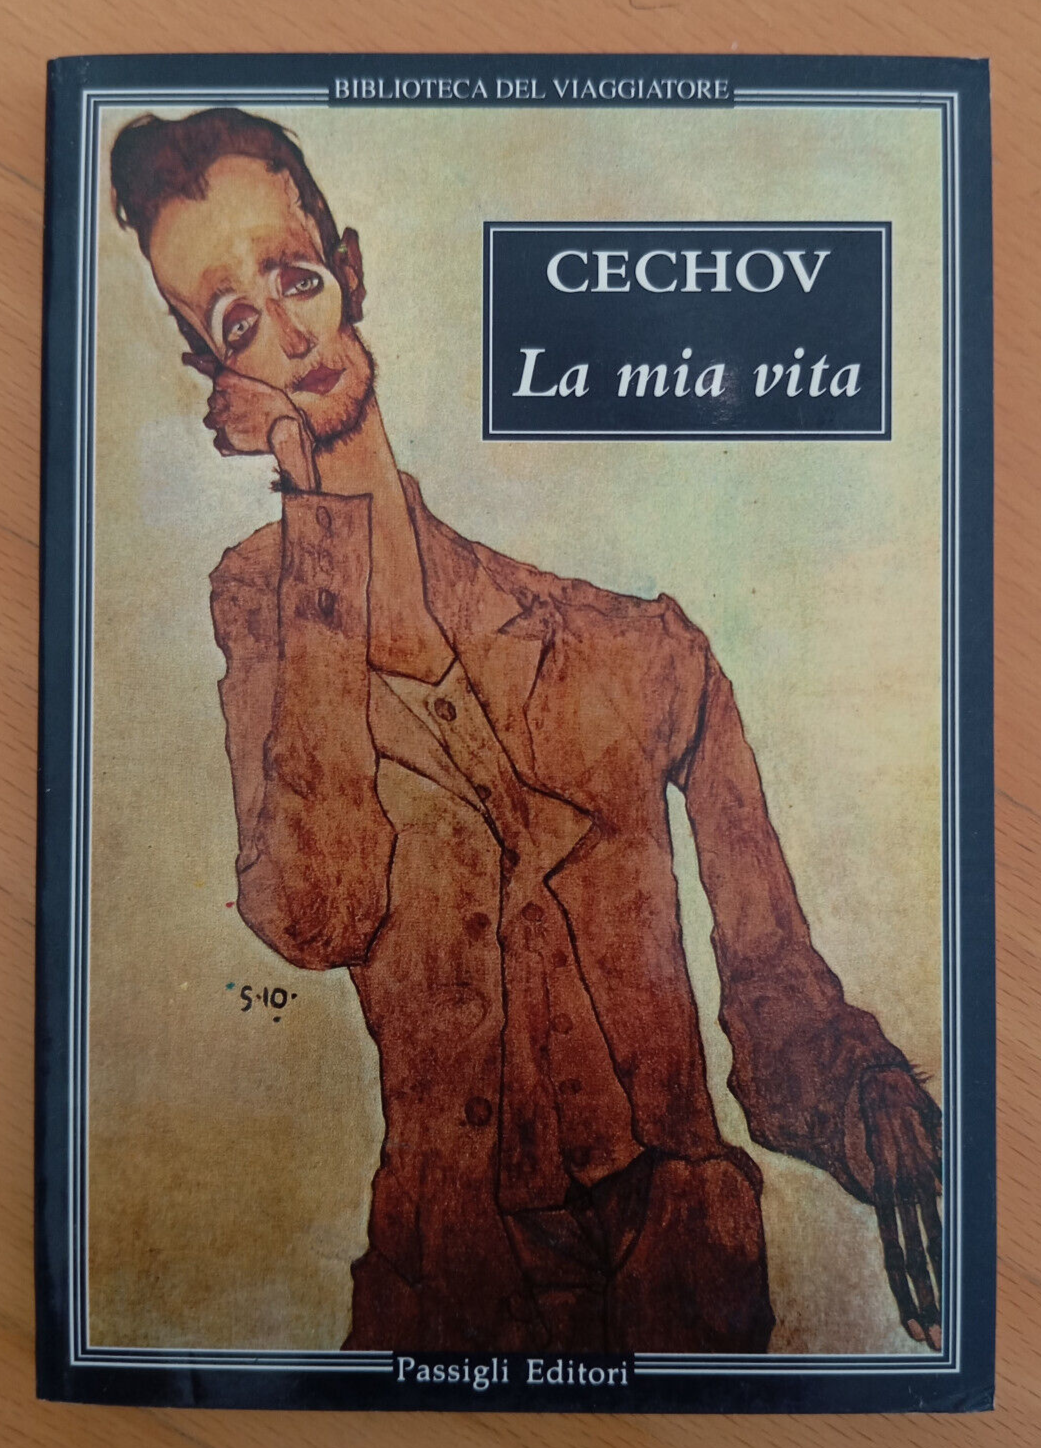 BIBLIOTECA DEL VIAGGIATORE
CECHOV
La mia vita
S·10·
Passigli Editori